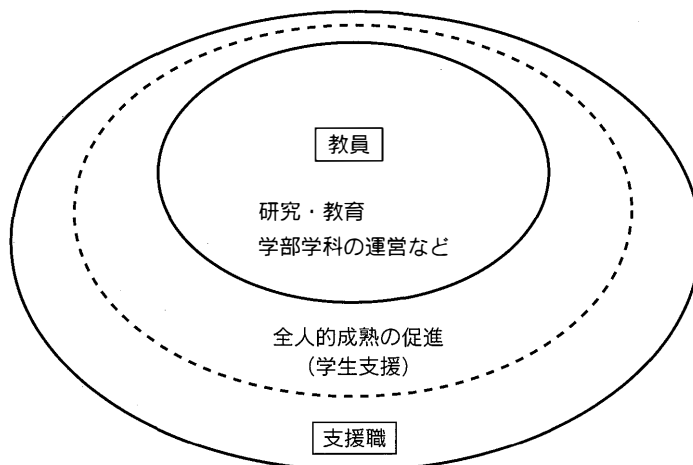 教員
研究・教育
学部学科の運営など
全人的成熟の促進
(学生支援)
支援職